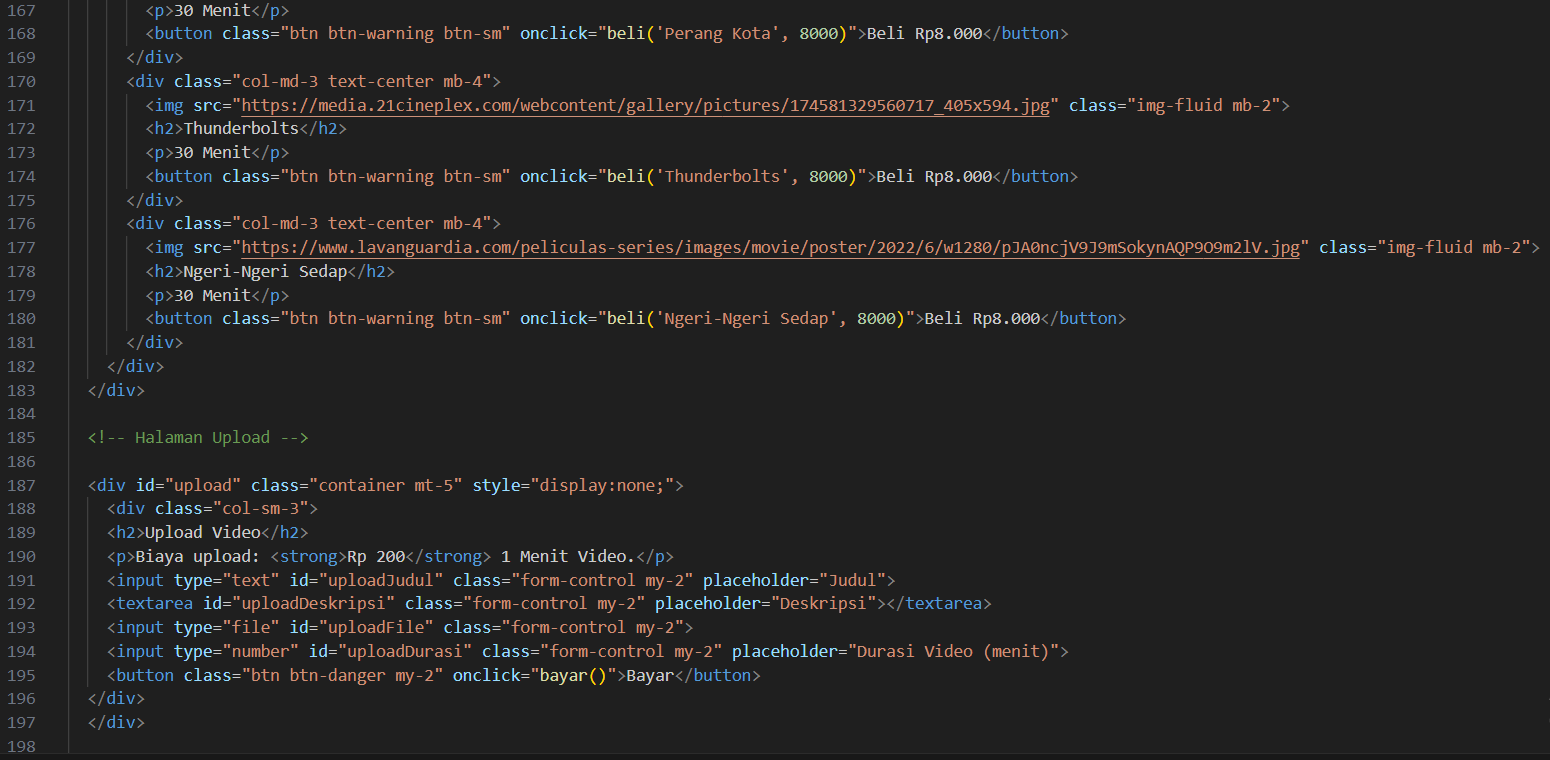 167 <p>30 Menit</p>
168 <button class="btn btn-warning btn-sm" onclick="beli('Perang Kota', 8000)">Beli Rp8.000</button>
169 </div>
170 <div class="col-md-3 text-center mb-4">
171 <img src="https://media.21cineplex.com/webcontent/gallery/pictures/174581329560717_405x594.jpg" class="img-fluid mb-2">
172 <h2>Thunderbolts</h2>
173 <p>30 Menit</p>
174 <button class="btn btn-warning btn-sm" onclick="beli('Thunderbolts', 8000)">Beli Rp8.000</button>
175 </div>
176 <div class="col-md-3 text-center mb-4">
177 <img src="https://www.lavanguardia.com/peliculas-series/images/movie/poster/2022/6/w1280/pJA0ncjV9J9mSokynAQP9O9m2lV.jpg" class="img-fluid mb-2">
178 <h2>Ngeri-Ngeri Sedap</h2>
179 <p>30 Menit</p>
180 <button class="btn btn-warning btn-sm" onclick="beli('Ngeri-Ngeri Sedap', 8000)">Beli Rp8.000</button>
181 </div>
182 </div>
183 </div>
184
185 <!-- Halaman Upload -->
186
187 <div id="upload" class="container mt-5" style="display:none;">
188 <div class="col-sm-3">
189 <h2>Upload Video</h2>
190 <p>Biaya upload: <strong>Rp 200</strong> 1 Menit Video.</p>
191 <input type="text" id="uploadJudul" class="form-control my-2" placeholder="Judul">
192 <textarea id="uploadDeskripsi" class="form-control my-2" placeholder="Deskripsi"></textarea>
193 <input type="file" id="uploadFile" class="form-control my-2">
194 <input type="number" id="uploadDurasi" class="form-control my-2" placeholder="Durasi Video (menit)">
195 <button class="btn btn-danger my-2" onclick="bayar()">Bayar</button>
196 </div>
197 </div>
198